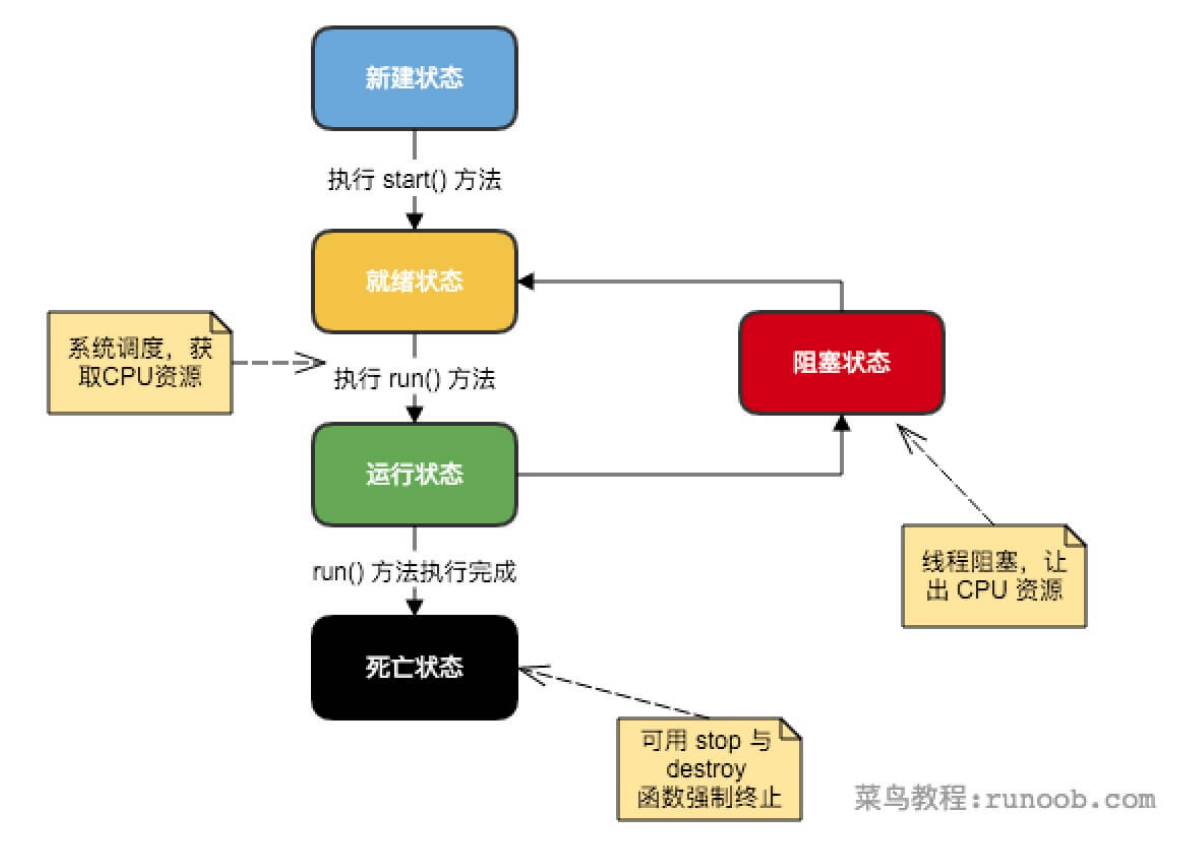 新建状态
执行 start() 方法
就绪状态
系统调度，获
取CPU资源
执行 run() 方法
阻塞状态
运行状态
线程阻塞，让
出 CPU 资源
run() 方法执行完成
死亡状态
可用 stop 与
destroy
函数强制终止
菜鸟教程:runoob.com